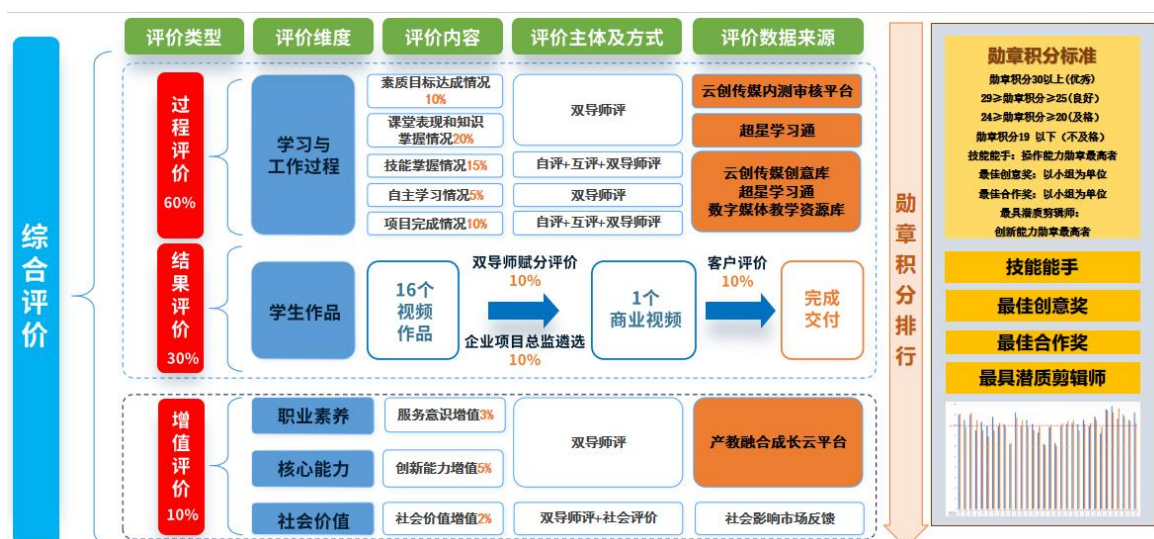 评价类型
评价维度
评价内容
评价主体及方式
评价数据来源
综合评价
过程评价
60%
学习与
工作过程
素质目标达成情况
10%
课堂表现和知识
掌握情况20%
技能掌握情况15%
自主学习情况5%
项目完成情况10%
双导师评
自评+互评+双导师评
双导师评
自评+互评+双导师评
云创传媒内测审核平台
超星学习通
云创传媒创意库
超星学习通
数字媒体教学资源库
结果评价
30%
学生作品
16个
视频
作品
双导师赋分评价
10%
企业项目总监遴选
10%
1个
商业视频
客户评价
10%
完成
交付
增值评价
10%
职业素养
核心能力
社会价值
服务意识增值3%
创新能力增值5%
社会价值增值2%
双导师评
双导师评+社会评价
产教融合成长云平台
社会影响市场反馈
勋章积分排行
勋章积分标准
勋章积分30以上(优秀)
29≥勋章积分≥25(良好)
24≥勋章积分≥20(及格)
勋章积分19 以下 (不及格)
技能能手：操作能力勋章最高者
最佳创意奖：以小组为单位
最佳合作奖：以小组为单位
最具潜质剪辑师：
创新能力勋章最高者
技能能手
最佳创意奖
最佳合作奖
最具潜质剪辑师